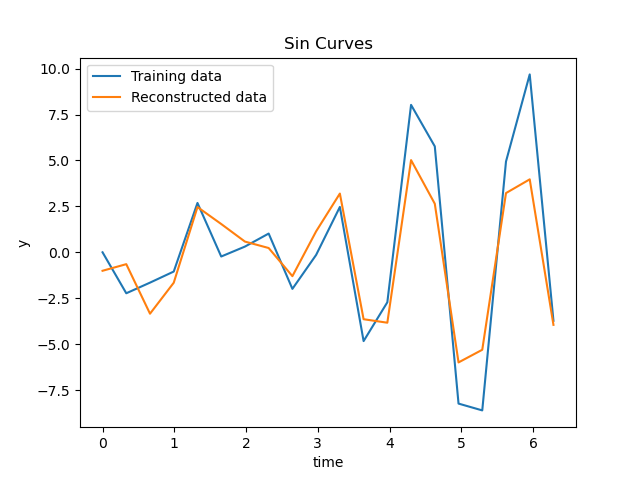 Sin Curves
Training data
Reconstructed data
10.0
7.5
5.0
2.5
0.0
−2.5
−5.0
−7.5
y
0 1 2 3 4 5 6
time